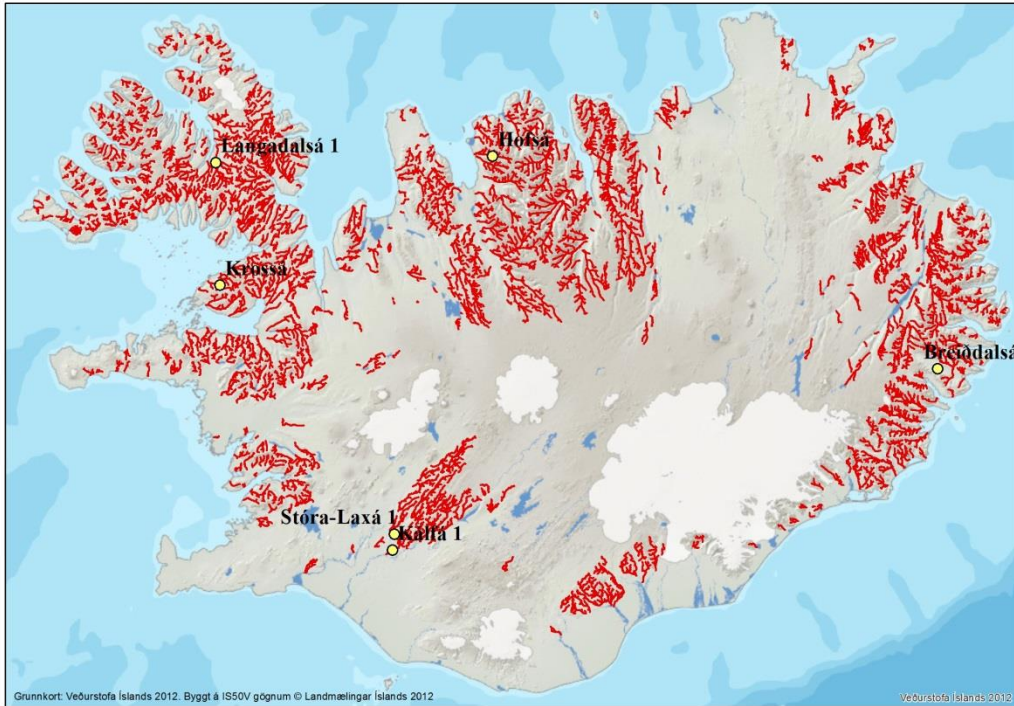 Langadalsá 1
Hofsá
Krossá
Breiðdalsá
Stóra-Laxá 1
Kálfá 1
Grunnkort: Veðurstofa Íslands 2012. Byggt á IS50V gögnum © Landmælingar Íslands 2012
Veðurstofa Íslands 2012